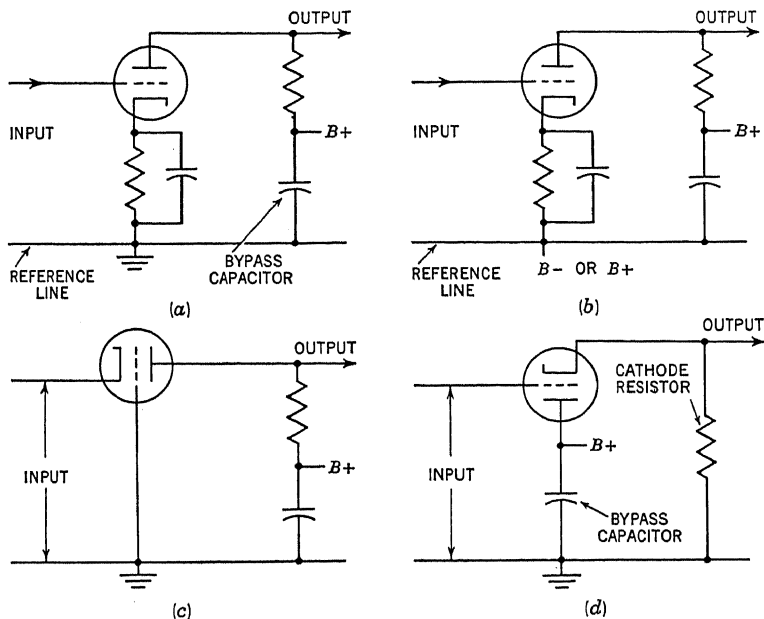 OUTPUT
INPUT
B+
BYPASS
CAPACITOR
REFERENCE
LINE
(a)
OUTPUT
INPUT
B+
REFERENCE
LINE
B- OR B+
(b)
OUTPUT
INPUT
B+
(c)
OUTPUT
CATHODE
RESISTOR
B+
INPUT
BYPASS
CAPACITOR
(d)